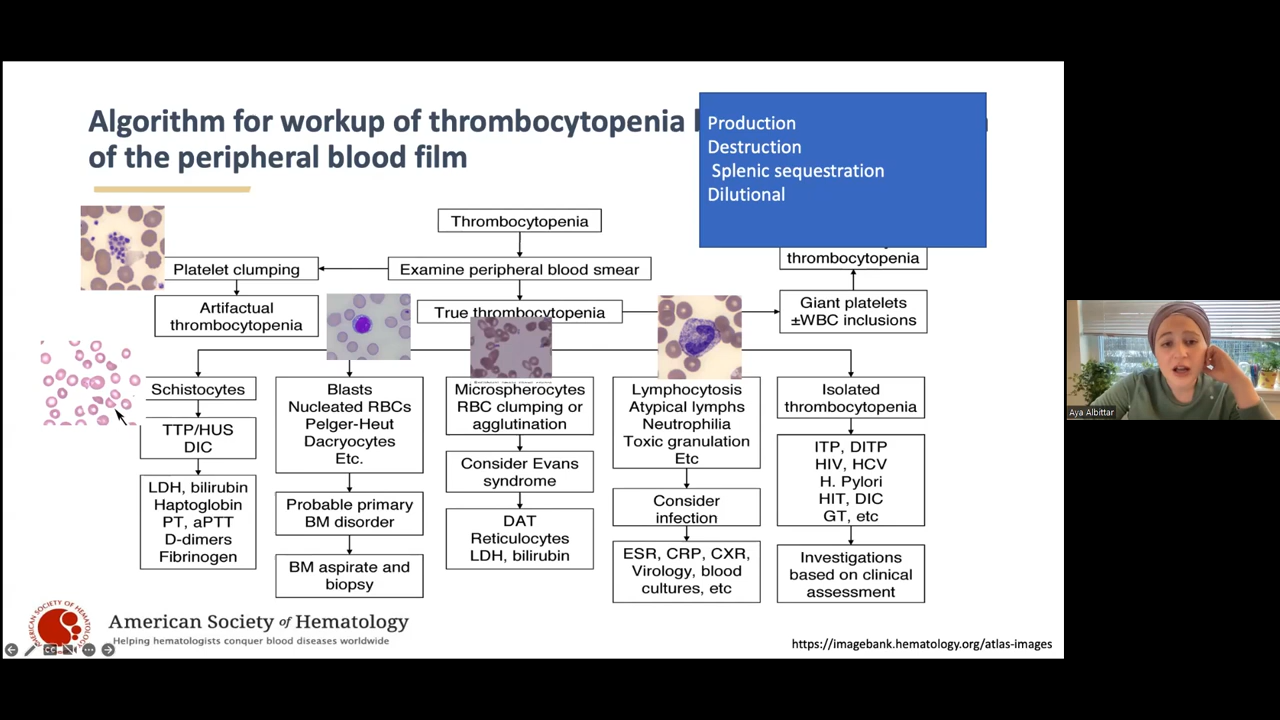 Algorithm for workup of thrombocytopenia
of the peripheral blood film
Production
Destruction
Splenic sequestration
Dilutional
Thrombocytopenia
Platelet clumping
Examine peripheral blood smear
thrombocytopenia
Artifactual
thrombocytopenia
True thrombocytopenia
Giant platelets
±WBC inclusions
Schistocytes
TTP/HUS
DIC
LDH, bilirubin
Haptoglobin
PT, aPTT
D-dimers
Fibrinogen
Blasts
Nucleated RBCs
Pelger-Heut
Dacryocytes
Etc.
Probable primary
BM disorder
BM aspirate and
biopsy
Microspherocytes
RBC clumping or
agglutination
Consider Evans
syndrome
DAT
Reticulocytes
LDH, bilirubin
Lymphocytosis
Atypical lymphs
Neutrophilia
Toxic granulation
Etc
Consider
infection
ESR, CRP, CXR,
Virology, blood
cultures, etc
Isolated
thrombocytopenia
ITP, DITP
HIV, HCV
H. Pylori
HIT, DIC
GT, etc
Investigations
based on clinical
assessment
AMERICAN SOCIETY of HEMATOLOGY
American Society of Hematology
Helping hematologists conquer blood diseases worldwide
https://imagebank.hematology.org/atlas-images
Aya Albittar